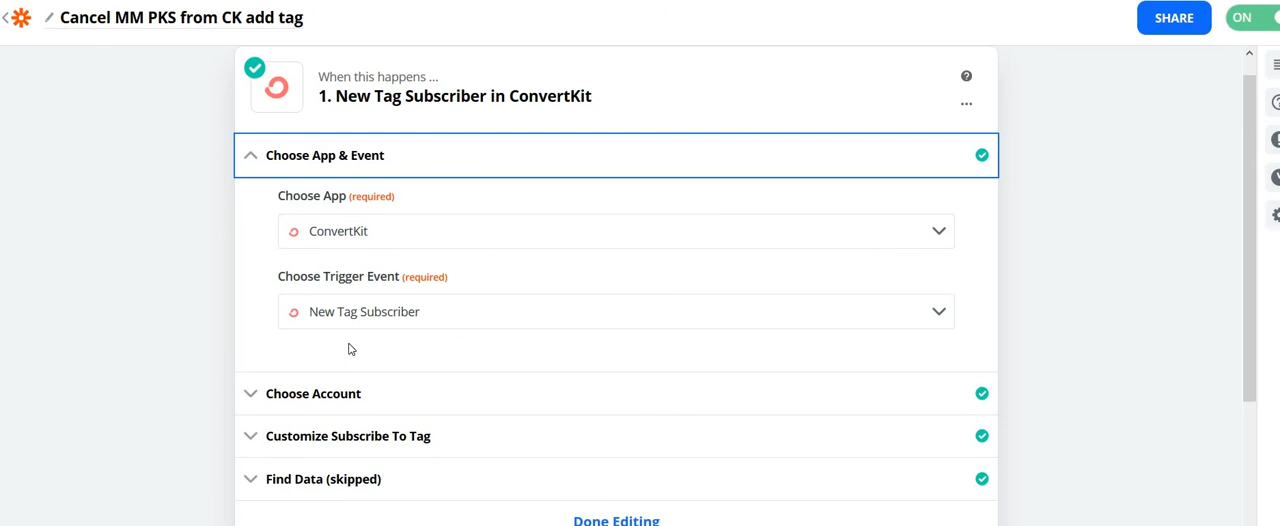 Cancel MM PKS from CK add tag
SHARE
ON
When this happens ...
1. New Tag Subscriber in ConvertKit
Choose App & Event
Choose App (required)
ConvertKit
Choose Trigger Event (required)
New Tag Subscriber
Choose Account
Customize Subscribe To Tag
Find Data (skipped)
Done Editing